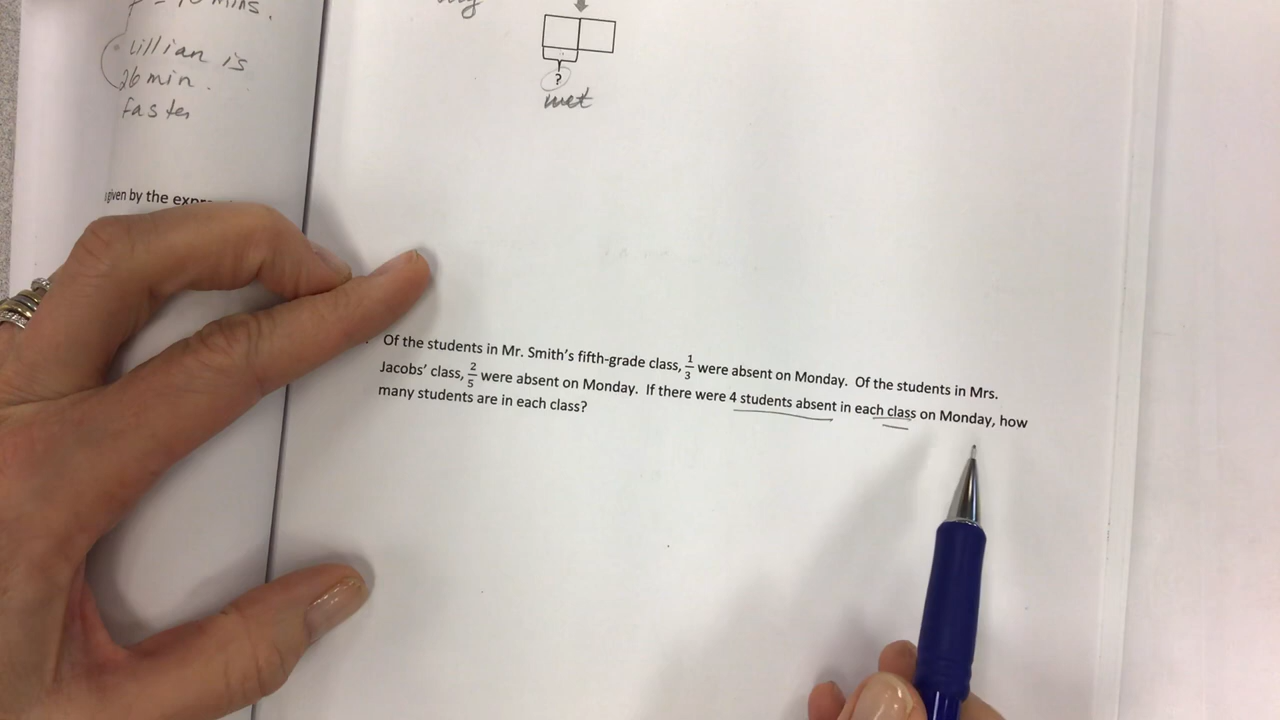 mins.
Lillian is
26 min.
faster
given by the
?
met
Of the students in Mr. Smith's fifth-grade class, 1/3 were absent on Monday. Of the students in Mrs.
Jacobs' class, 2/5 were absent on Monday. If there were 4 students absent in each class on Monday, how
many students are in each class?